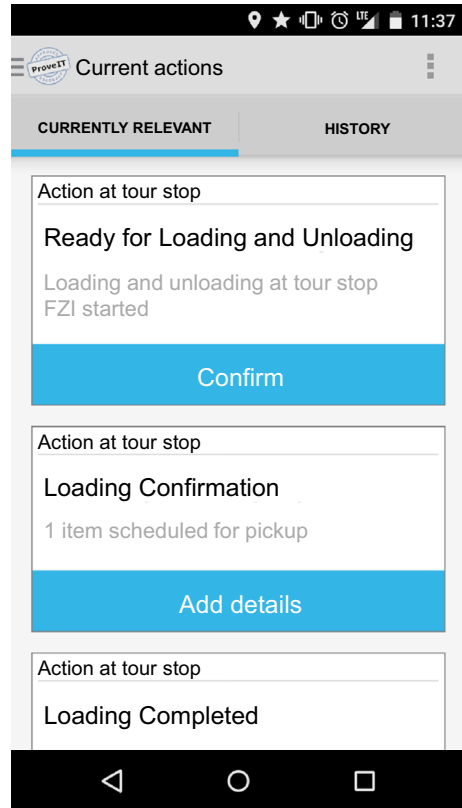 LTE 11:37
ProveIT Current actions
CURRENTLY RELEVANT HISTORY
Action at tour stop
Ready for Loading and Unloading
Loading and unloading at tour stop
FZI started
Confirm
Action at tour stop
Loading Confirmation
1 item scheduled for pickup
Add details
Action at tour stop
Loading Completed